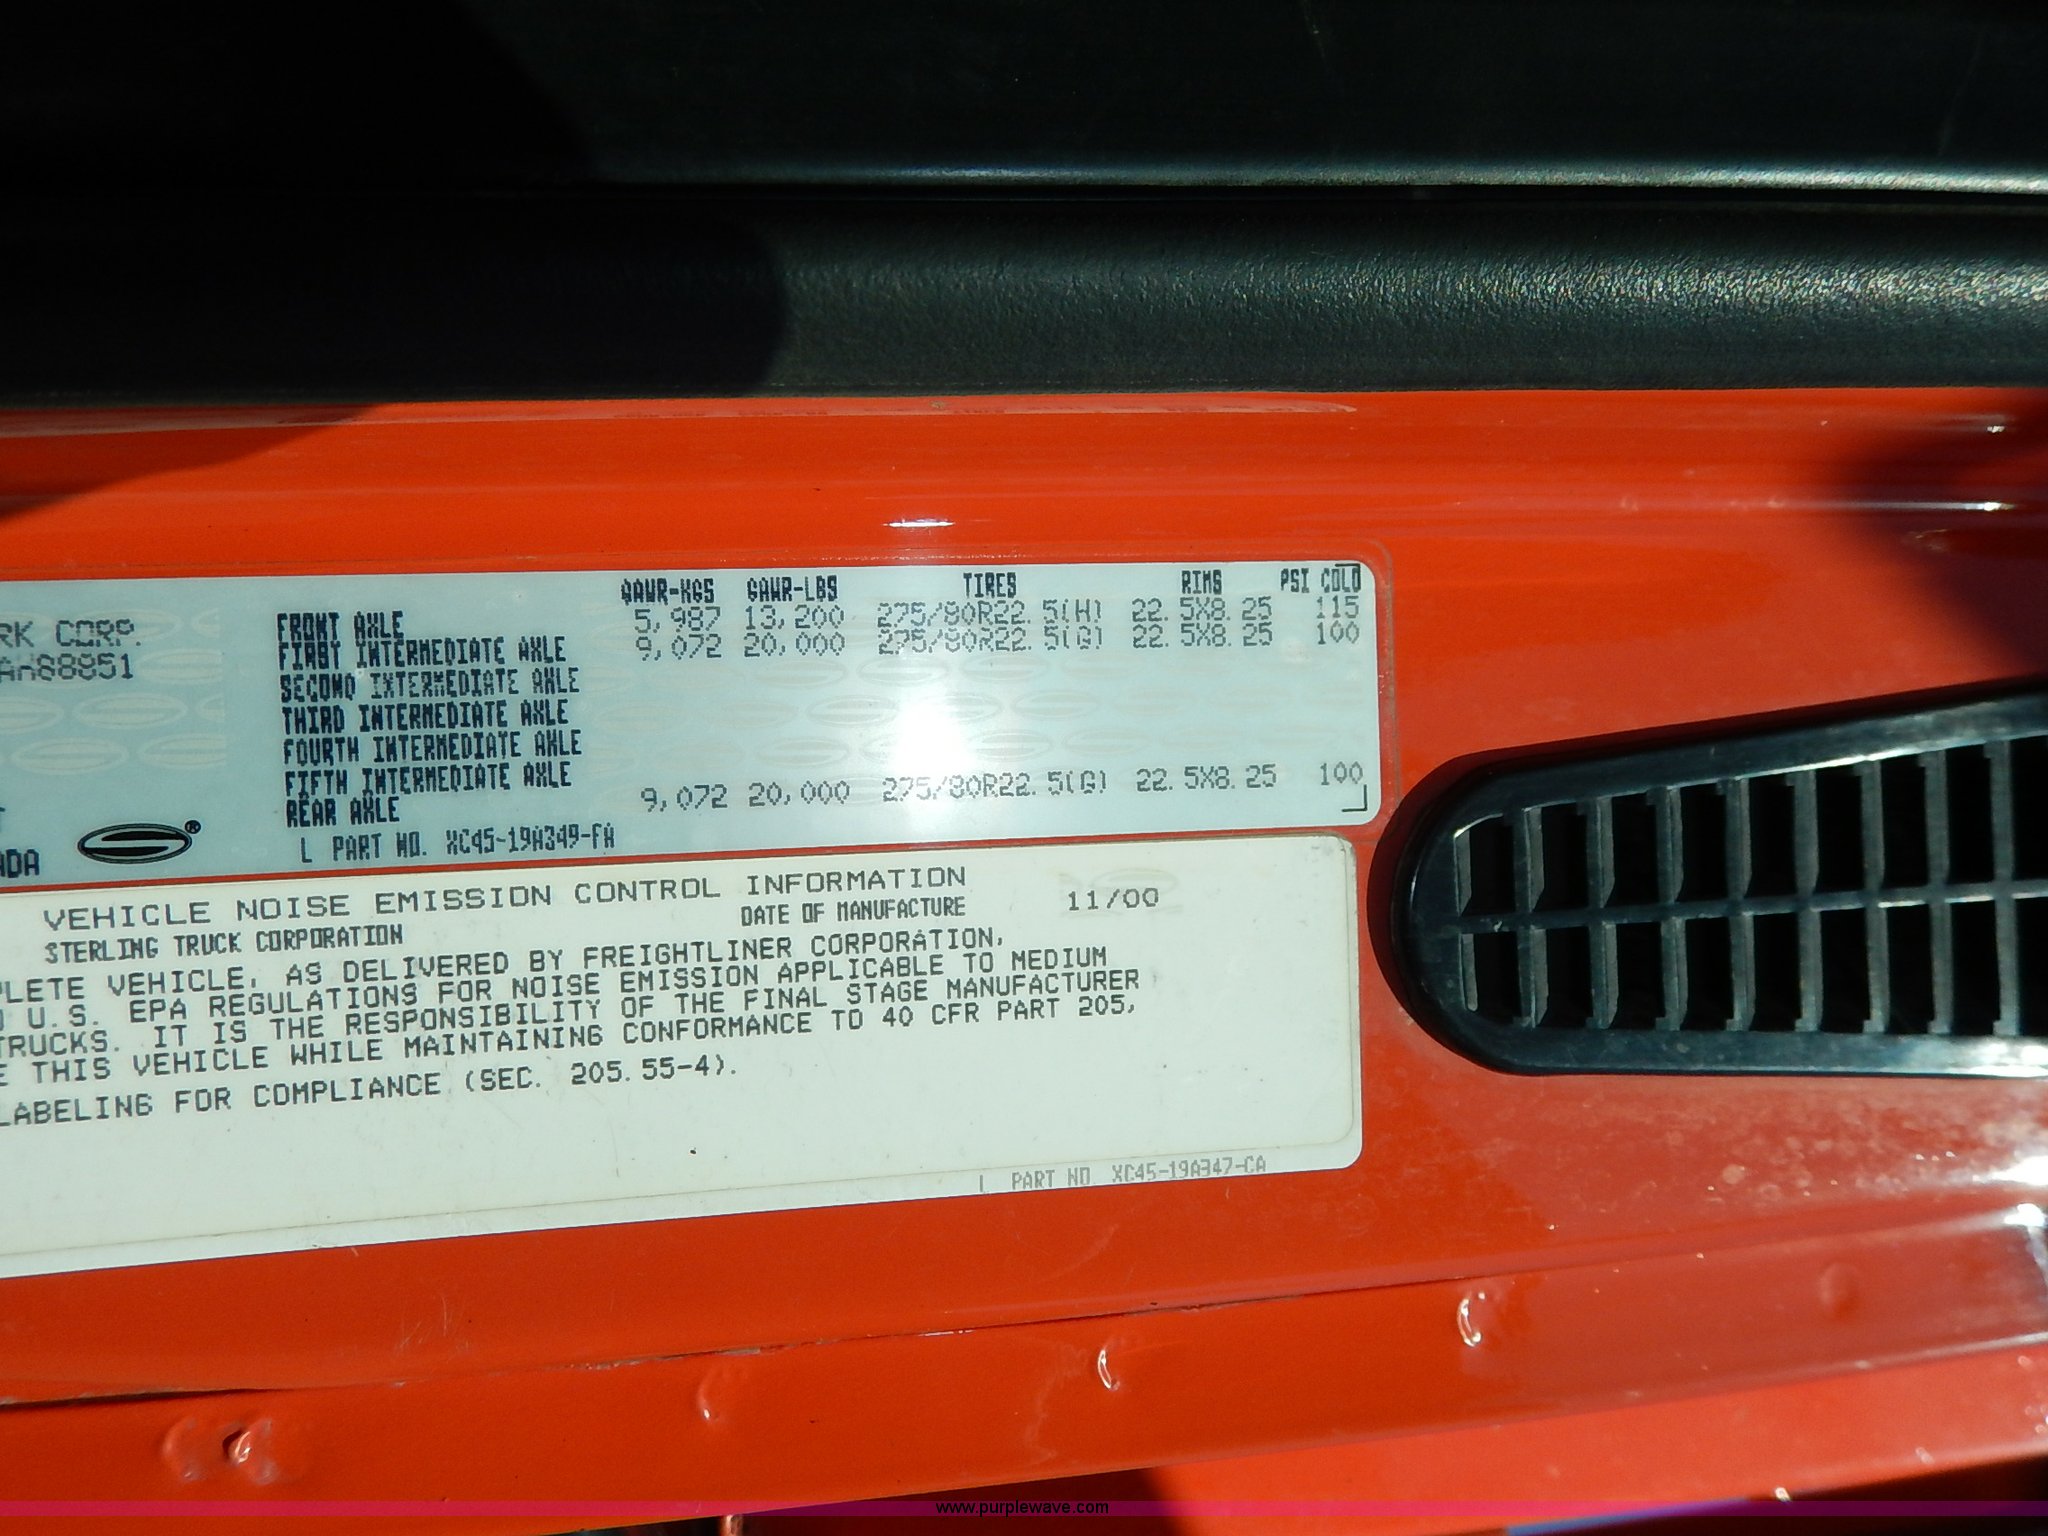 GAWR-KGS GAWR-LBS TIRES RIMS PSI COLD
FRONT AXLE 5,987 13,200 275/80R22.5(H) 22.5X8.25 115
FIRST INTERMEDIATE AXLE 9,072 20,000 275/80R22.5(G) 22.5X8.25 100
SECOND INTERMEDIATE AXLE
THIRD INTERMEDIATE AXLE
FOURTH INTERMEDIATE AXLE
FIFTH INTERMEDIATE AXLE
REAR AXLE 9,072 20,000 275/80R22.5(G) 22.5X8.25 100
L PART NO. XC45-19A349-FA
RK CORP.
AH88851
ADA
®
VEHICLE NOISE EMISSION CONTROL INFORMATION
STERLING TRUCK CORPORATION DATE OF MANUFACTURE 11/00
PLETE VEHICLE, AS DELIVERED BY FREIGHTLINER CORPORATION,
U.S. EPA REGULATIONS FOR NOISE EMISSION APPLICABLE TO MEDIUM
TRUCKS. IT IS THE RESPONSIBILITY OF THE FINAL STAGE MANUFACTURER
E THIS VEHICLE WHILE MAINTAINING CONFORMANCE TO 40 CFR PART 205,
LABELING FOR COMPLIANCE (SEC. 205.55-4).
L PART NO. XC45-19A347-CA
www.purplewave.com